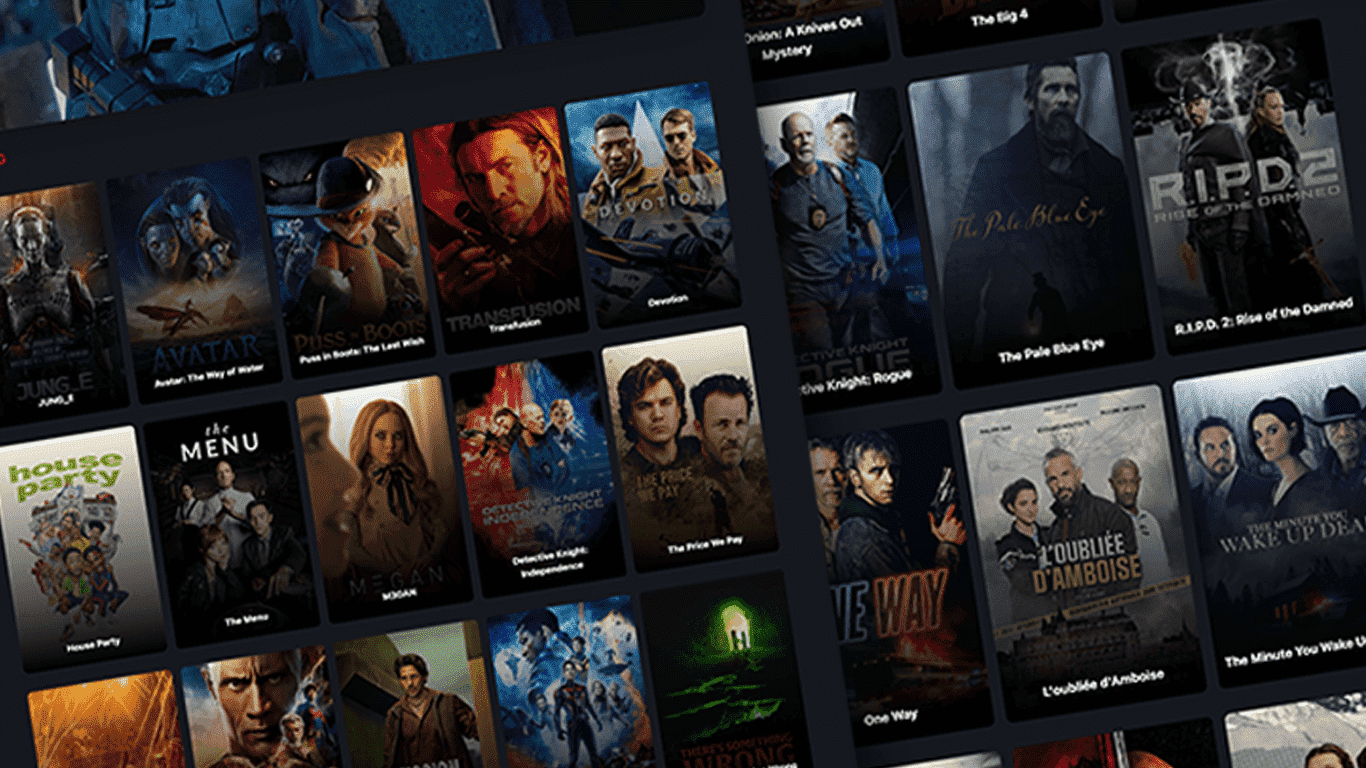 Onion: A Knives Out
Mystery
The Big 4
JUNG_E
JUNG_E
AVATAR
Avatar: The Way of Water
PUSS IN BOOTS
Puss in Boots: The Last Wish
TRANSFUSION
Transfusion
DEVOTION
Devotion
CTIVE KNIGHT
ROGUE
tive Knight: Rogue
The Pale Blue Eye
The Pale Blue Eye
R.I.P.D. 2
RISE OF THE DAMNED
R.I.P.D. 2: Rise of the Damned
house
party
House Party
the
MENU
The Menu
M3GAN
M3GAN
DETECTIVE KNIGHT
INDEPENDENCE
Detective Knight:
Independence
THE PRICE
WE PAY
The Price We Pay
NE WAY
One Way
L'OUBLIÉE
D'AMBOISE
L'oubliée d'Amboise
THE MINUTE YOU
WAKE UP DEA
The Minute You Wake U
THERE'S SOMETHING
WRONG